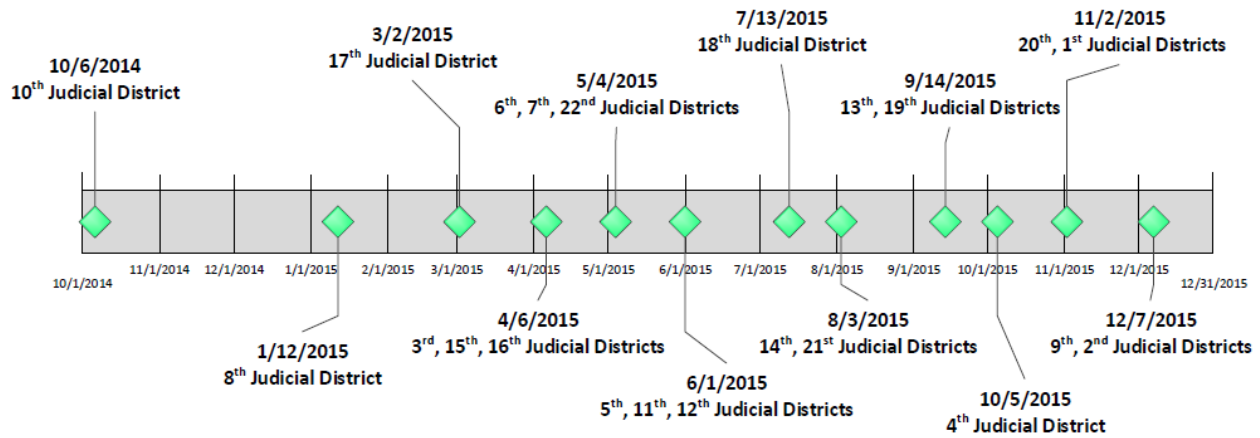 10/6/2014
10th Judicial District
3/2/2015
17th Judicial District
5/4/2015
6th, 7th, 22nd Judicial Districts
7/13/2015
18th Judicial District
9/14/2015
13th, 19th Judicial Districts
11/2/2015
20th, 1st Judicial Districts
10/1/2014
11/1/2014
12/1/2014
1/1/2015
2/1/2015
3/1/2015
4/1/2015
5/1/2015
6/1/2015
7/1/2015
8/1/2015
9/1/2015
10/1/2015
11/1/2015
12/1/2015
12/31/2015
1/12/2015
8th Judicial District
4/6/2015
3rd, 15th, 16th Judicial Districts
6/1/2015
5th, 11th, 12th Judicial Districts
8/3/2015
14th, 21st Judicial Districts
10/5/2015
4th Judicial District
12/7/2015
9th, 2nd Judicial Districts